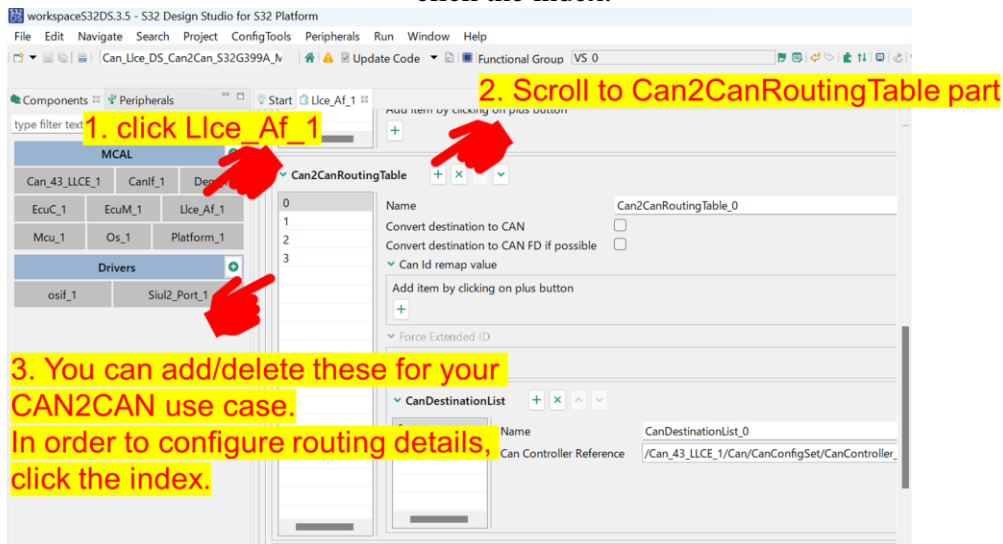 click the index.
workspaceS32DS.3.5 - S32 Design Studio for S32 Platform
File Edit Navigate Search Project ConfigTools Peripherals Run Window Help
Can_Llce_DS_Can2Can_S32G399A_M Update Code Functional Group VS 0
2. Scroll to Can2CanRoutingTable part
Components Peripherals Start Llce_Af_1
type filter text
Add item by clicking on plus button
1. click LIce_Af_1
MCAL
Can_43_LLCE_1 CanIf_1
EcuC_1 EcuM_1 Llce_Af_1
Mcu_1 Os_1 Platform_1
Drivers
osif_1 Siul2_Port_1
Can2CanRoutingTable
0
1
2
3
Name Can2CanRoutingTable_0
Convert destination to CAN
Convert destination to CAN FD if possible
Can Id remap value
Add item by clicking on plus button
Force Extended ID
3. You can add/delete these for your
CAN2CAN use case.
In order to configure routing details,
click the index.
CanDestinationList
Name CanDestinationList_0
Can Controller Reference /Can_43_LLCE_1/Can/CanConfigSet/CanController_